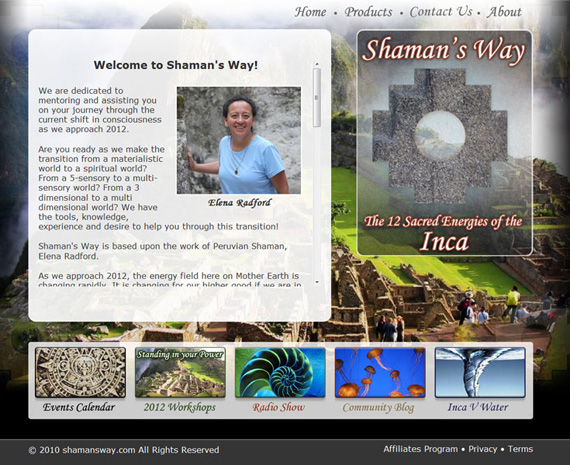 Home • Products • Contact Us • About
Welcome to Shaman's Way!
We are dedicated to
mentoring and assisting you
on your journey through the
current shift in consciousness
as we approach 2012.
Are you ready as we make the
transition from a materialistic
world to a spiritual world?
From a 5-sensory to a multi-
sensory world? From a 3
dimensional to a multi
dimensional world? We have
the tools, knowledge,
experience and desire to help you through this transition!
Elena Radford
Shaman's Way is based upon the work of Peruvian Shaman,
Elena Radford.
As we approach 2012, the energy field here on Mother Earth is
changing rapidly. It is changing for our higher good if we are in
Shaman's Way
The 12 Sacred Energies of the
Inca
Standing in your Power
Events Calendar
2012 Workshops
Radio Show
Community Blog
Inca V Water
© 2010 shamansway.com All Rights Reserved
Affiliates Program • Privacy • Terms